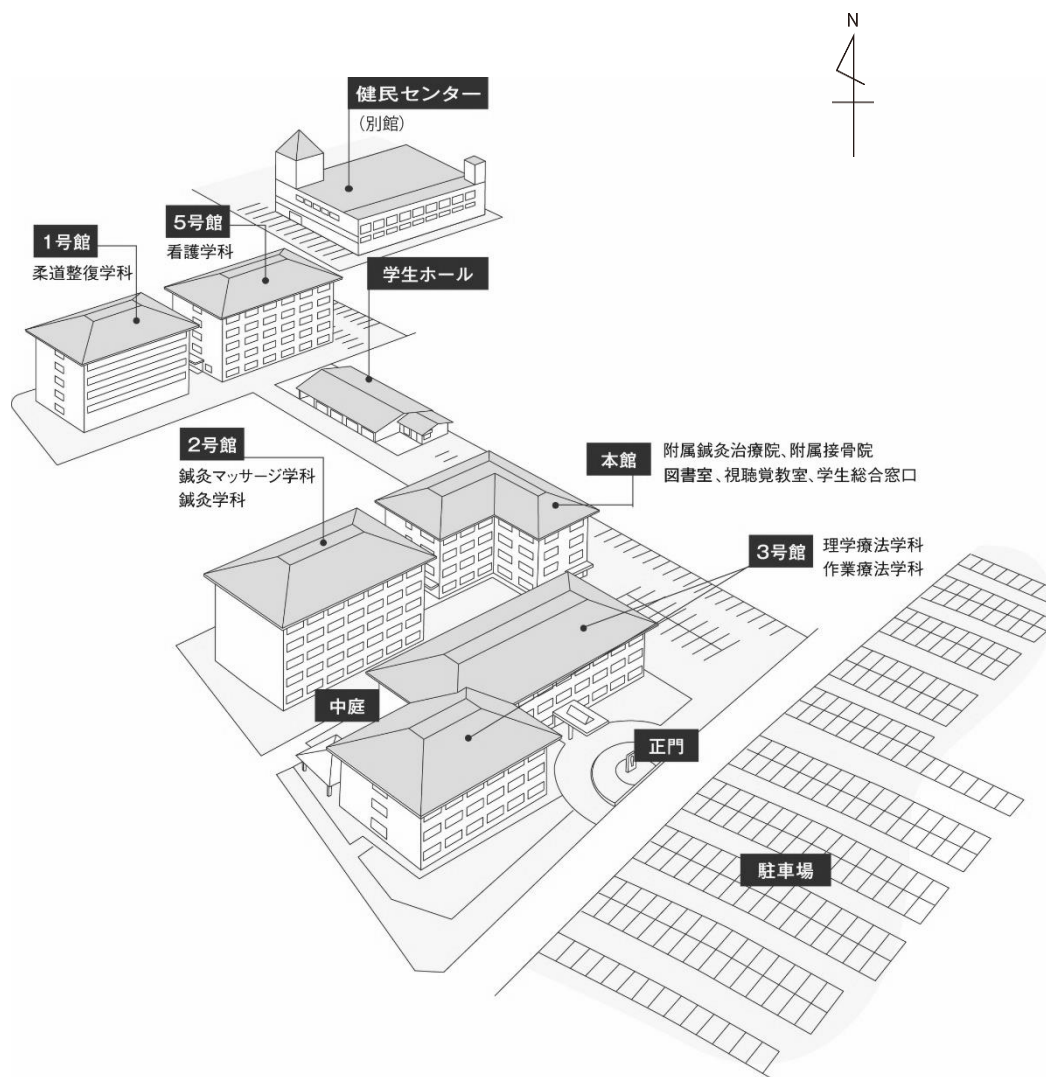 N
健民センター
(別館)
5号館
看護学科
1号館
柔道整復学科
学生ホール
2号館
鍼灸マッサージ学科
鍼灸学科
本館
附属鍼灸治療院、附属接骨院
図書室、視聴覚教室、学生総合窓口
3号館
理学療法学科
作業療法学科
中庭
正門
駐車場